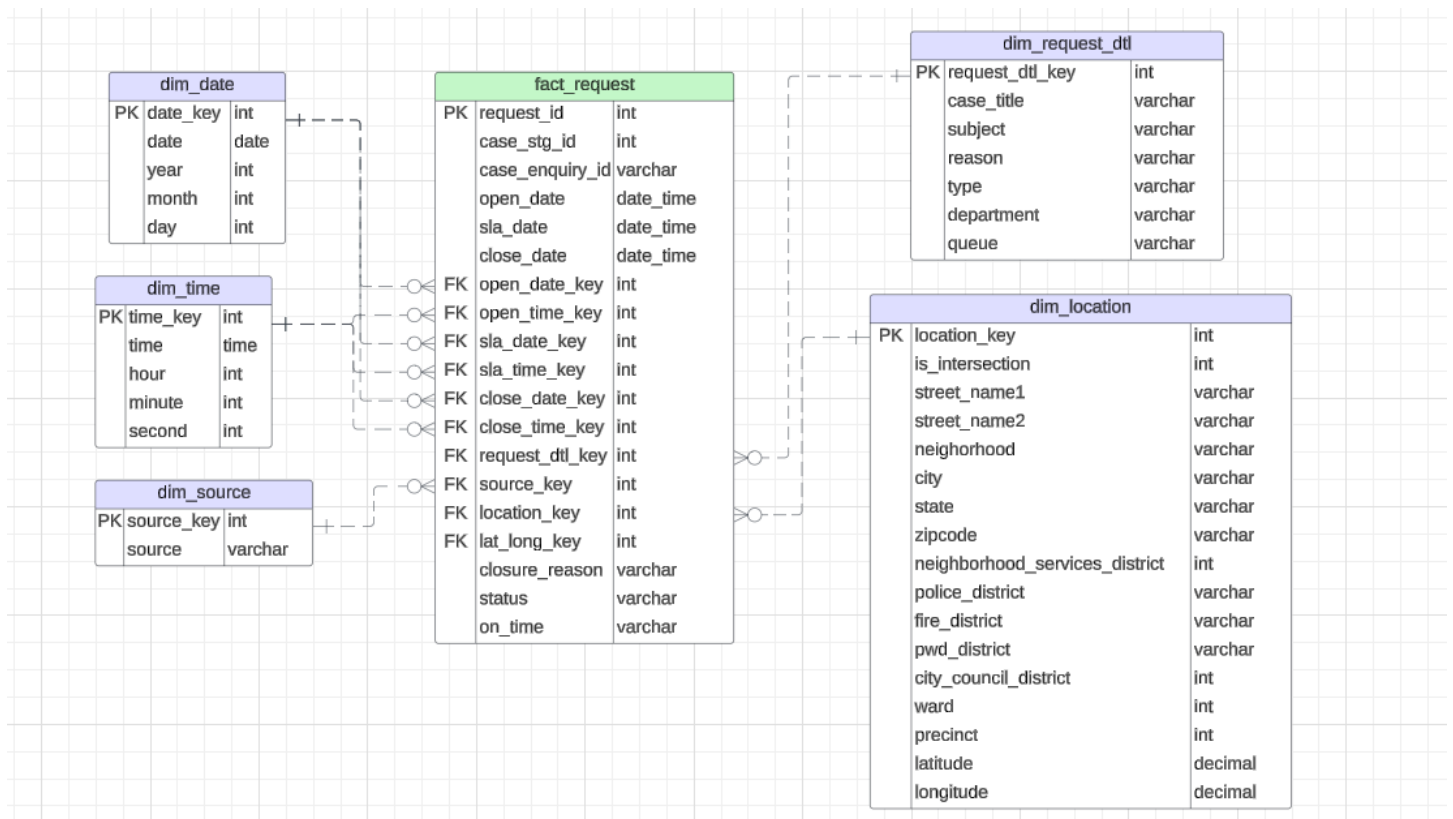 dim_date
PK date_key int
date date
year int
month int
day int
dim_time
PK time_key int
time time
hour int
minute int
second int
dim_source
PK source_key int
source varchar
fact_request
PK request_id int
case_stg_id int
case_enquiry_id varchar
open_date date_time
sla_date date_time
close_date date_time
FK open_date_key int
FK open_time_key int
FK sla_date_key int
FK sla_time_key int
FK close_date_key int
FK close_time_key int
FK request_dtl_key int
FK source_key int
FK location_key int
FK lat_long_key int
closure_reason varchar
status varchar
on_time varchar
dim_request_dtl
PK request_dtl_key int
case_title varchar
subject varchar
reason varchar
type varchar
department varchar
queue varchar
dim_location
PK location_key int
is_intersection int
street_name1 varchar
street_name2 varchar
neighorhood varchar
city varchar
state varchar
zipcode varchar
neighborhood_services_district int
police_district varchar
fire_district varchar
pwd_district varchar
city_council_district int
ward int
precinct int
latitude decimal
longitude decimal